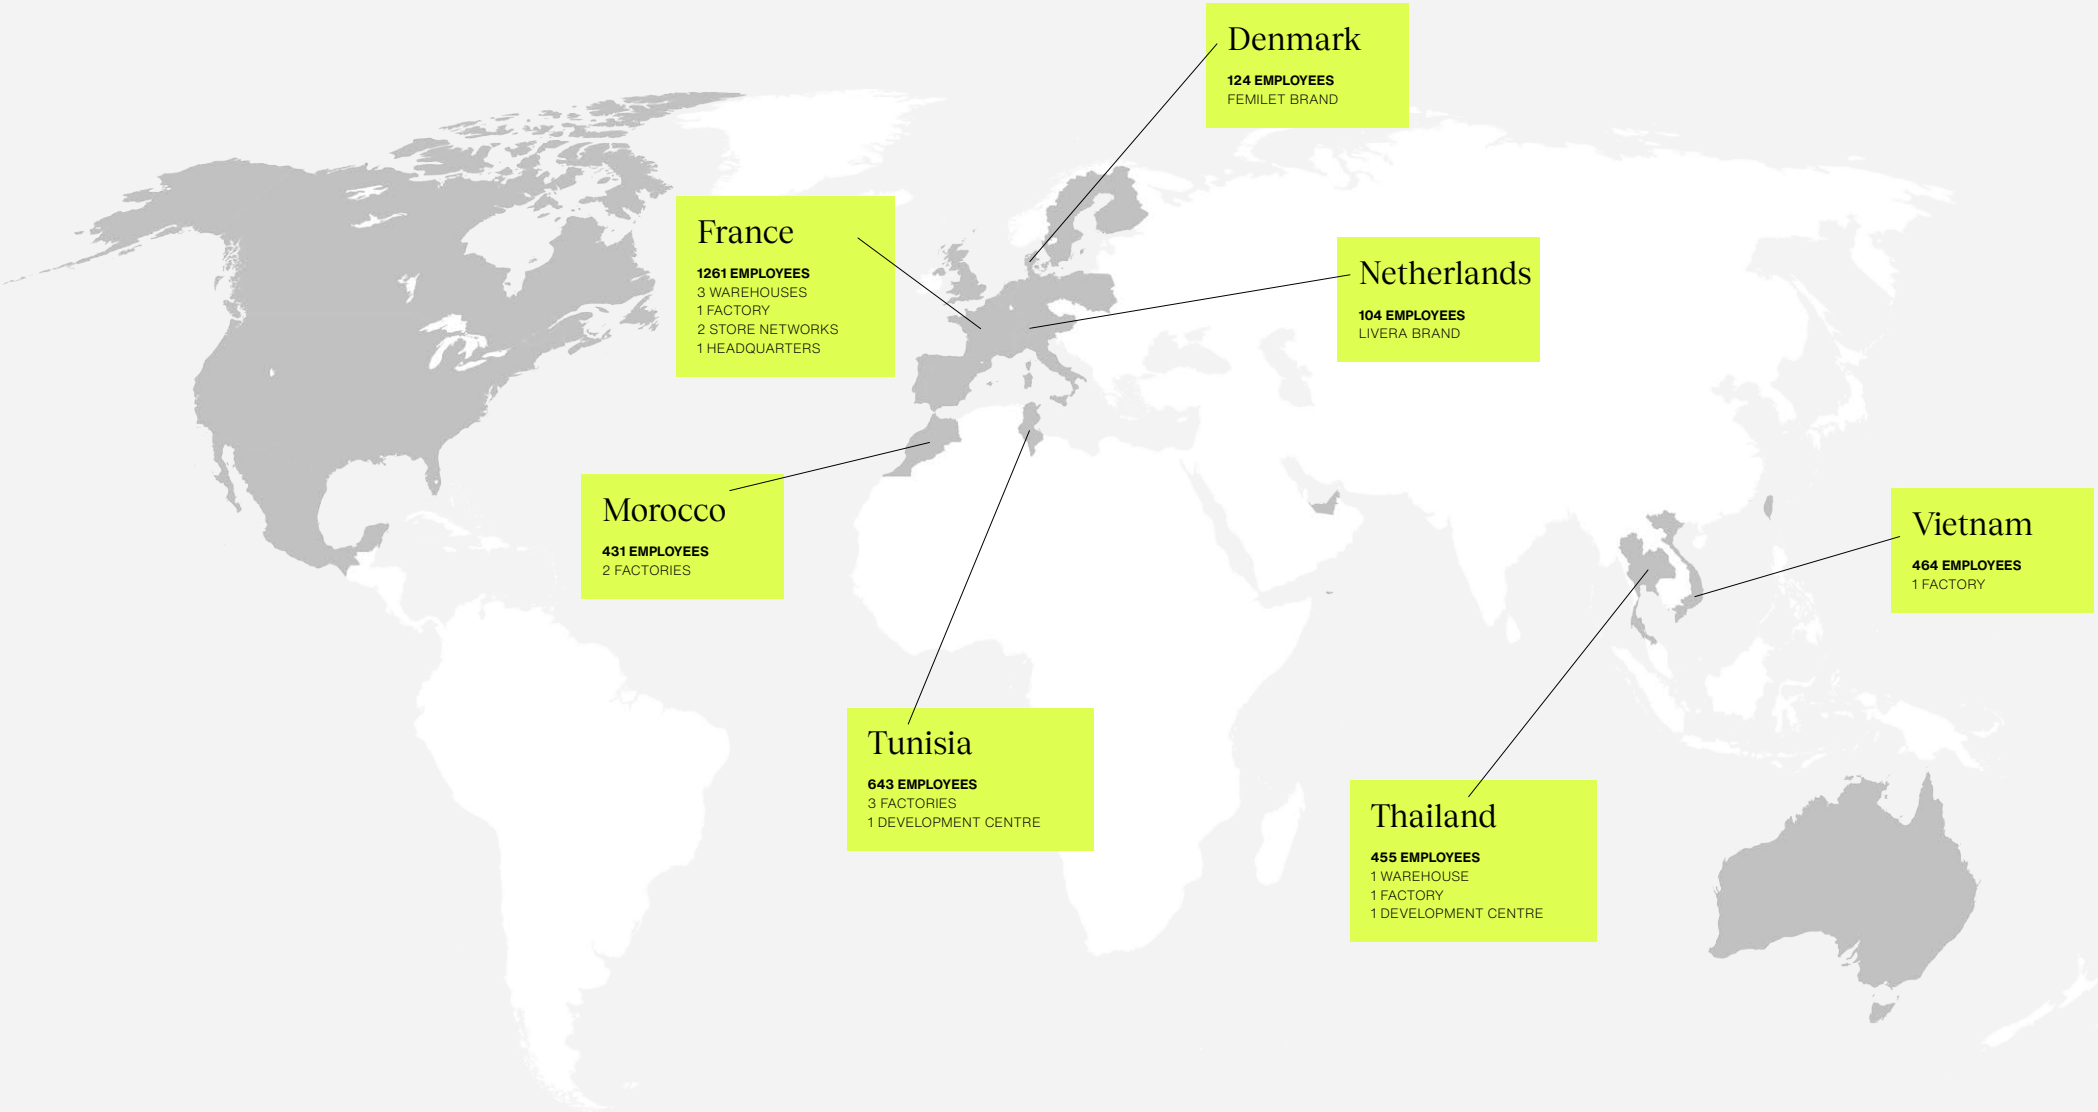 Denmark
124 EMPLOYEES
FEMILET BRAND
France
1261 EMPLOYEES
3 WAREHOUSES
1 FACTORY
2 STORE NETWORKS
1 HEADQUARTERS
Netherlands
104 EMPLOYEES
LIVERA BRAND
Morocco
431 EMPLOYEES
2 FACTORIES
Vietnam
464 EMPLOYEES
1 FACTORY
Tunisia
643 EMPLOYEES
3 FACTORIES
1 DEVELOPMENT CENTRE
Thailand
455 EMPLOYEES
1 WAREHOUSE
1 FACTORY
1 DEVELOPMENT CENTRE